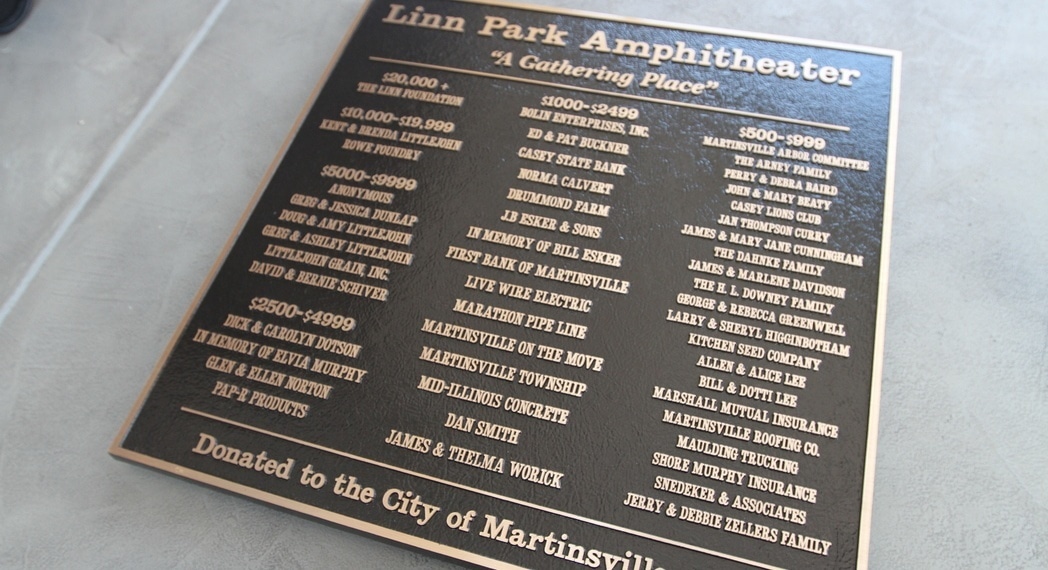 Linn Park Amphitheater
"A Gathering Place"
$20,000 +
THE LINN FOUNDATION
$10,000-$19,999
KENT & BRENDA LITTLEJOHN
ROWE FOUNDRY
$5000-$9999
ANONYMOUS
GREG & JESSICA DUNLAP
DOUG & AMY LITTLEJOHN
GREG & ASHLEY LITTLEJOHN
LITTLEJOHN GRAIN, INC.
DAVID & BERNIE SCHIVER
$2500-$4999
DICK & CAROLYN DOTSON
IN MEMORY OF ELVIA MURPHY
GLEN & ELLEN NORTON
PAP-R PRODUCTS
$1000-$2499
BOLIN ENTERPRISES, INC.
ED & PAT BUCKNER
CASEY STATE BANK
NORMA CALVERT
DRUMMOND FARM
J.B ESKER & SONS
IN MEMORY OF BILL ESKER
FIRST BANK OF MARTINSVILLE
LIVE WIRE ELECTRIC
MARATHON PIPE LINE
MARTINSVILLE ON THE MOVE
MARTINSVILLE TOWNSHIP
MID-ILLINOIS CONCRETE
DAN SMITH
JAMES & THELMA WORICK
$500-$999
MARTINSVILLE ARBOR COMMITTEE
THE ARNEY FAMILY
PERRY & DEBRA BAIRD
JOHN & MARY BEATY
CASEY LIONS CLUB
JAN THOMPSON CURRY
JAMES & MARY JANE CUNNINGHAM
THE DAHNKE FAMILY
JAMES & MARLENE DAVIDSON
THE H. L. DOWNEY FAMILY
GEORGE & REBECCA GREENWELL
LARRY & SHERYL HIGGINBOTHAM
KITCHEN SEED COMPANY
ALLEN & ALICE LEE
BILL & DOTTI LEE
MARSHALL MUTUAL INSURANCE
MARTINSVILLE ROOFING CO.
MAULDING TRUCKING
SHORE MURPHY INSURANCE
SNEDEKER & ASSOCIATES
JERRY & DEBBIE ZELLERS FAMILY
Donated to the City of Martinsville